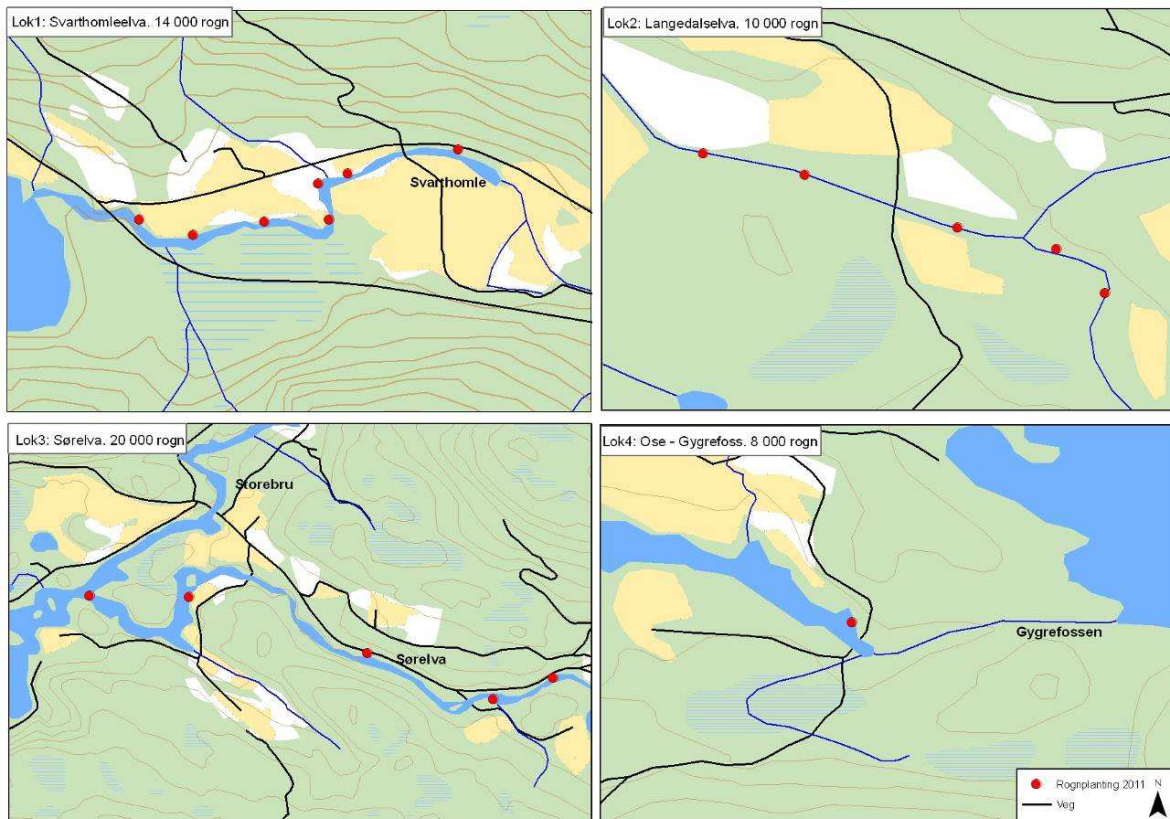 Lok1: Svarthomleelva. 14 000 rogn
Svarthomle
Lok2: Langedalselva. 10 000 rogn
Lok3: Sørelva. 20 000 rogn
Storebru
Sørelva
Lok4: Ose - Gygrefoss. 8 000 rogn
Gygrefossen
Rognplanting 2011
N
Veg